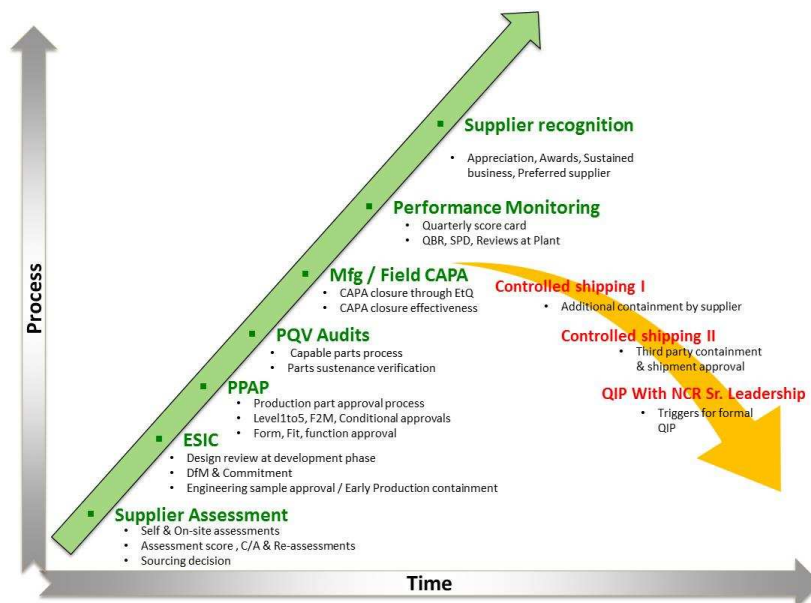 Supplier recognition
• Appreciation, Awards, Sustained
business, Preferred supplier
Performance Monitoring
• Quarterly score card
• QBR, SPD, Reviews at Plant
Mfg / Field CAPA
• CAPA closure through EtQ
• CAPA closure effectiveness
Controlled shipping I
• Additional containment by supplier
PQV Audits
• Capable parts process
• Parts sustenance verification
Controlled shipping II
• Third party containment
& shipment approval
PPAP
• Production part approval process
• Level1to5, F2M, Conditional approvals
• Form, Fit, function approval
QIP With NCR Sr. Leadership
• Triggers for formal
QIP
ESIC
• Design review at development phase
• DfM & Commitment
• Engineering sample approval / Early Production containment
Supplier Assessment
• Self & On-site assessments
• Assessment score , C/A & Re-assessments
• Sourcing decision
Process
Time